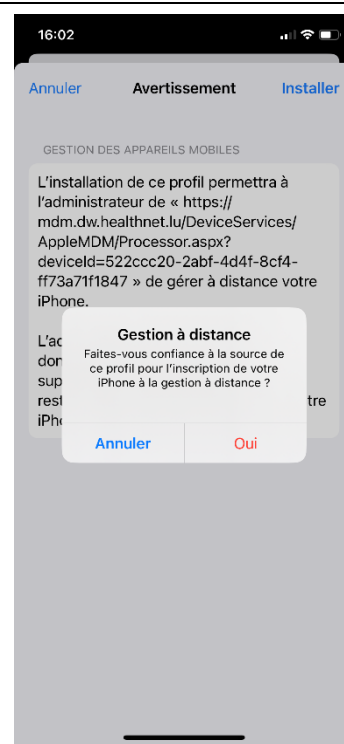 16:02
Annuler Avertissement Installer
GESTION DES APPAREILS MOBILES
L'installation de ce profil permettra à
l'administrateur de « https://
mdm.dw.healthnet.lu/DeviceServices/
AppleMDM/Processor.aspx?
deviceId=522ccc20-2abf-4d4f-8cf4-
ff73a71f1847 » de gérer à distance votre
iPhone.
Gestion à distance
Faites-vous confiance à la source de
ce profil pour l'inscription de votre
iPhone à la gestion à distance ?
Annuler Oui